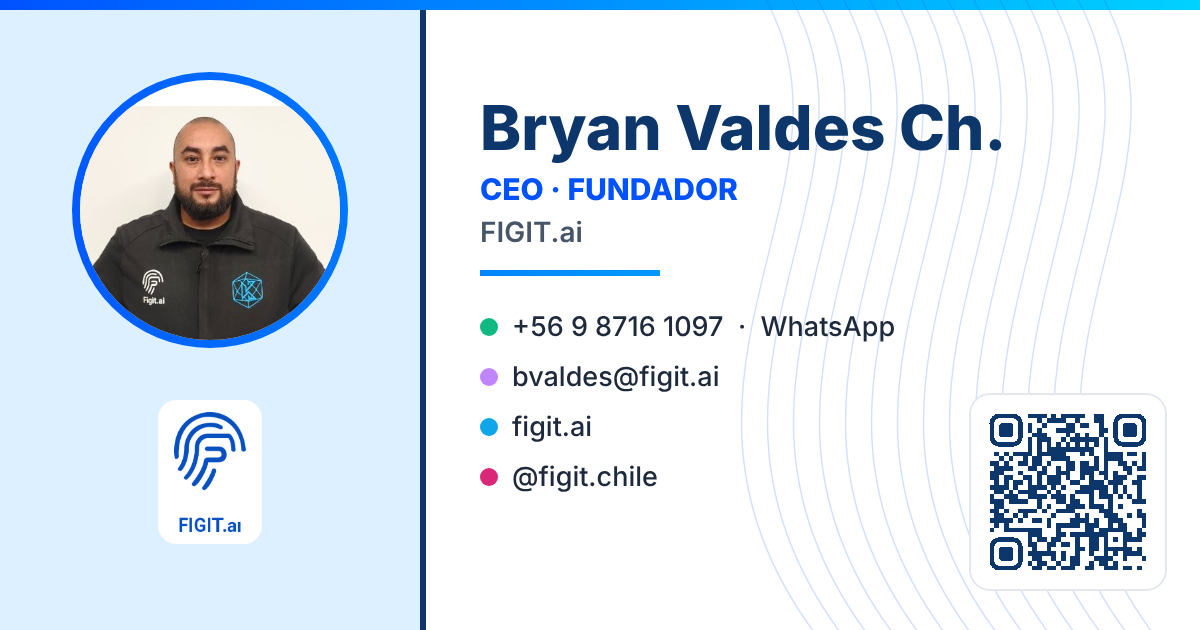 Bryan Valdes Ch.
CEO · FUNDADOR
FIGIT.ai
+56 9 8716 1097 · WhatsApp
bvaldes@figit.ai
figit.ai
@figit.chile
Figit.ai
FIGIT.aı